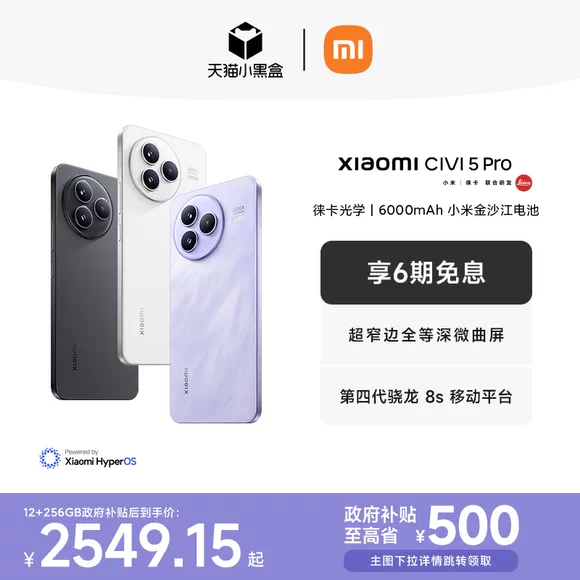 天猫小黑盒
xiaomi CIVI 5 Pro
小米 | 徕卡 联合研发
Leica
徕卡光学 | 6000mAh 小米金沙江电池
享6期免息
超窄边全等深微曲屏
第四代骁龙 8s 移动平台
xiaomi
xiaomi
xiaomi
Powered by
Xiaomi HyperOS
12+256GB政府补贴后到手价:
¥2549.15起
政府补贴
至高省 ¥500
主图下拉详情跳转领取